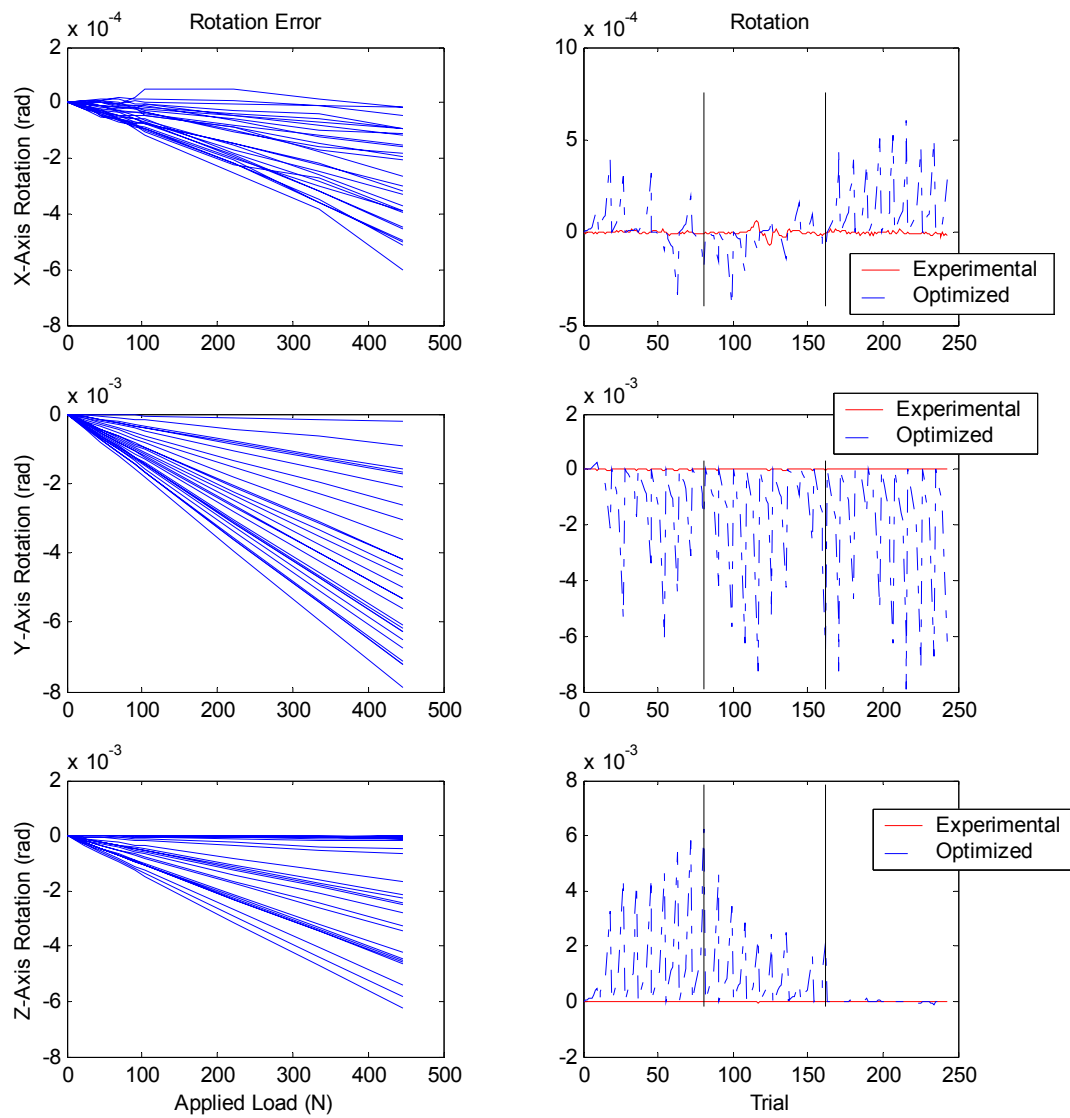 Rotation Error
x 10-4
2
0
-2
-4
-6
-8
0 100 200 300 400 500
X-Axis Rotation (rad)
Rotation
x 10-4
10
5
0
-5
0 50 100 150 200 250
Experimental
Optimized
x 10-3
0
-2
-4
-6
-8
0 100 200 300 400 500
Y-Axis Rotation (rad)
x 10-3
2
0
-2
-4
-6
-8
0 50 100 150 200 250
Experimental
Optimized
x 10-3
2
0
-2
-4
-6
-8
0 100 200 300 400 500
Z-Axis Rotation (rad)
Applied Load (N)
x 10-3
8
6
4
2
0
-2
0 50 100 150 200 250
Experimental
Optimized
Trial